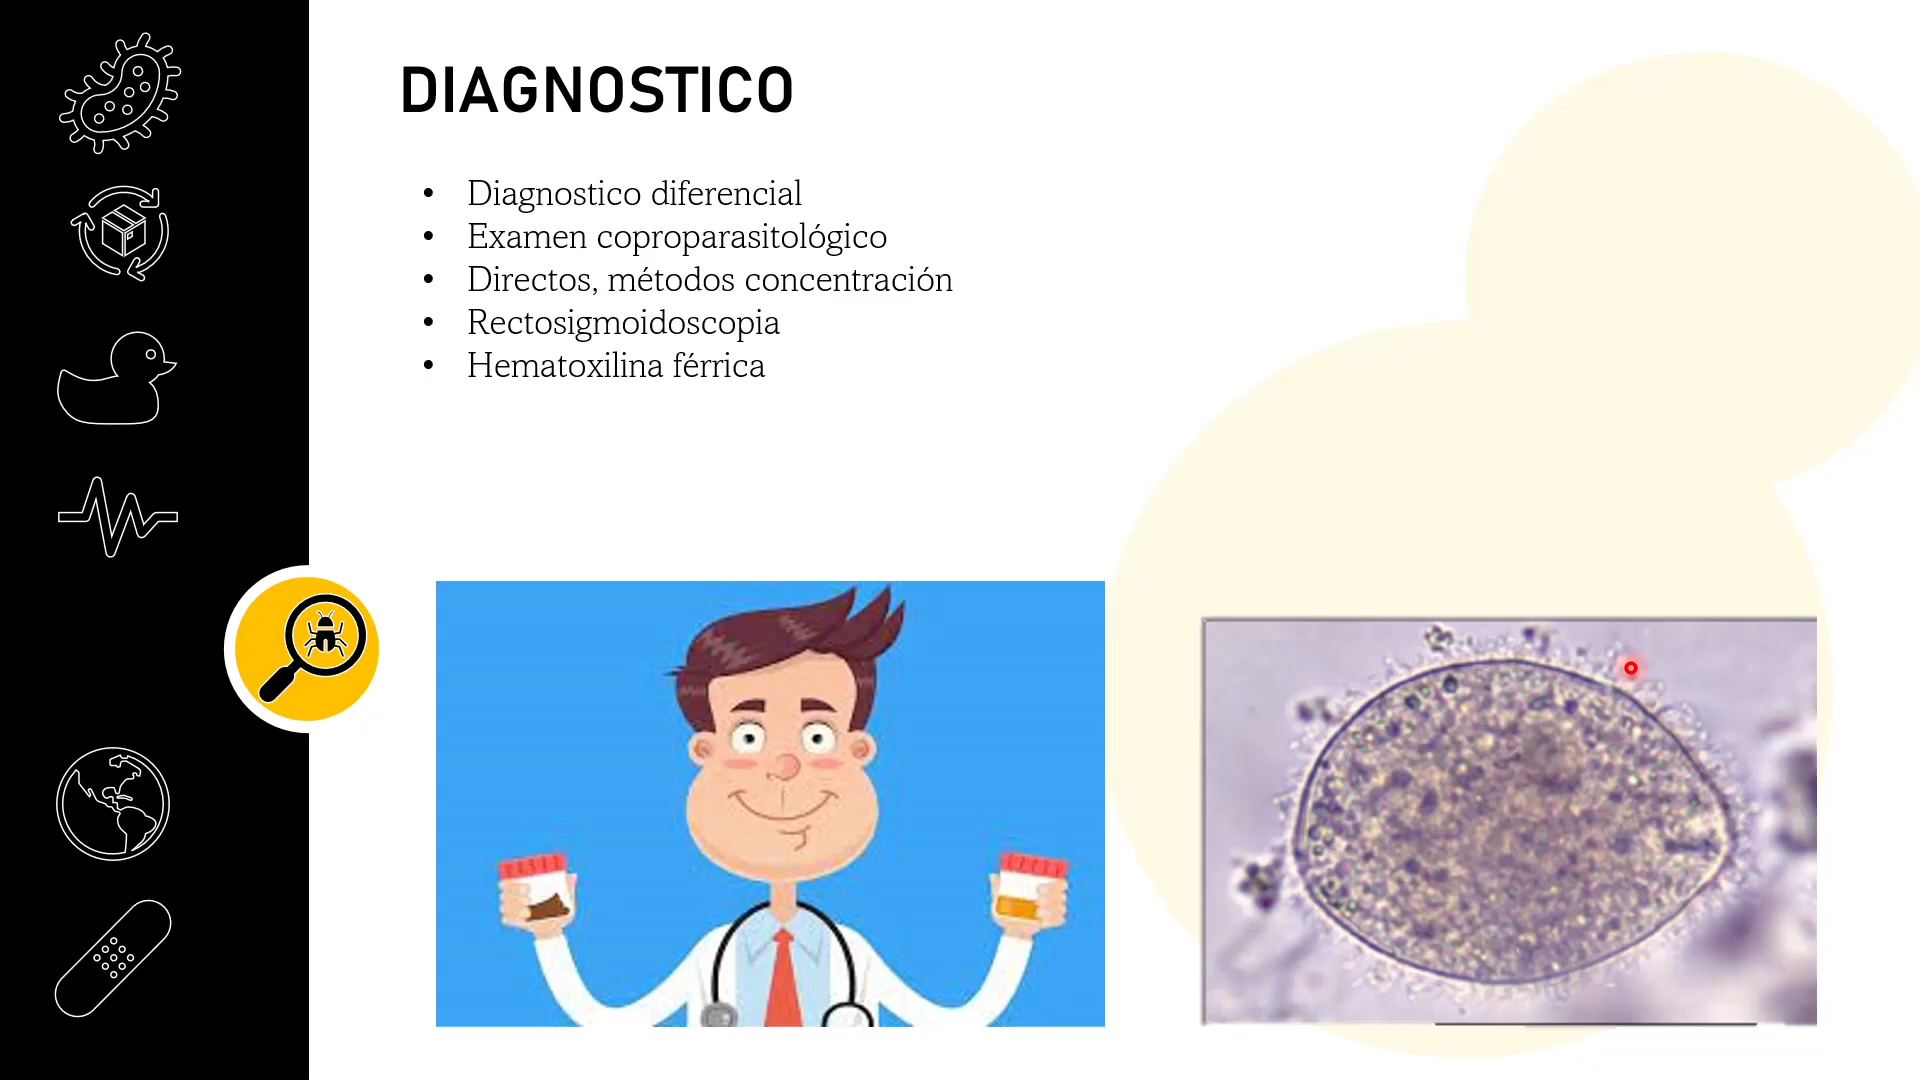 DIAGNOSTICO
• Diagnostico diferencial
• Examen coproparasitológico
• Directos, métodos concentración
• Rectosigmoidoscopia
• Hematoxilina férrica